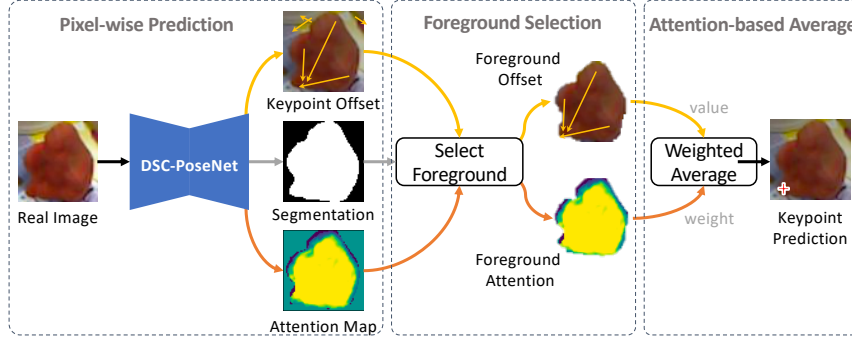 Pixel-wise Prediction
Foreground Selection
Attention-based Average
Keypoint Offset
DSC-PoseNet
Real Image
Segmentation
Attention Map
Select
Foreground
Foreground
Offset
Foreground
Attention
value
weight
Weighted
Average
Keypoint
Prediction